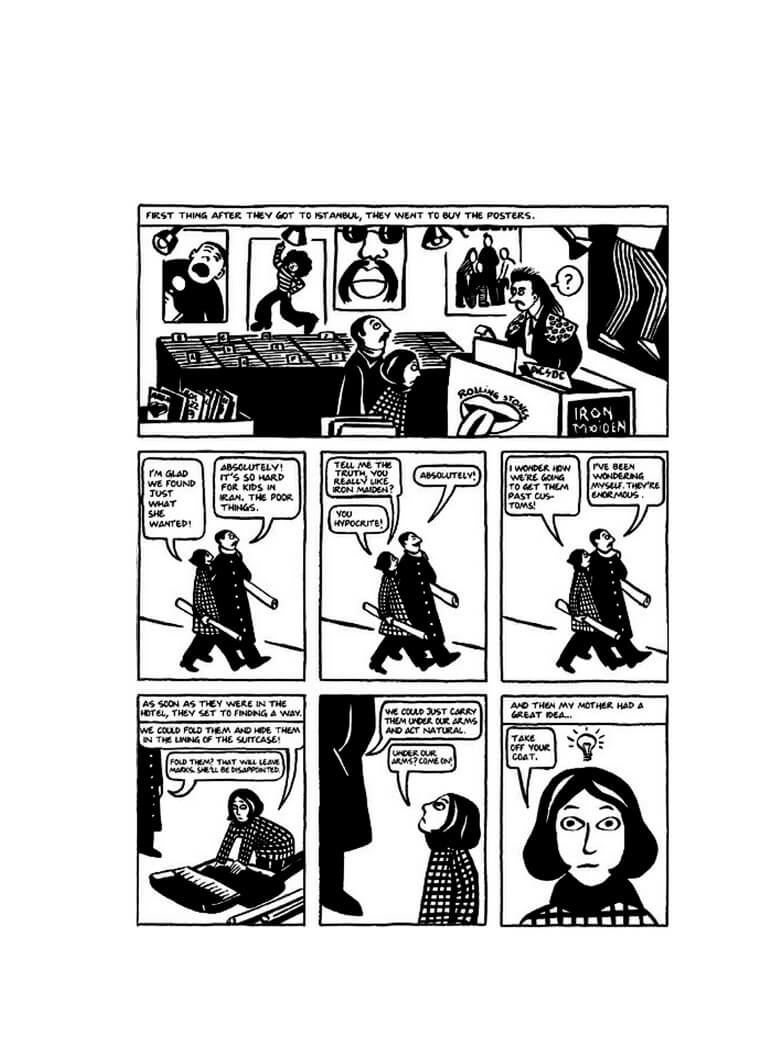 FIRST THING AFTER THEY GOT TO ISTANBUL, THEY WENT TO BUY THE POSTERS.
?
AC/DC
ROLLING STONES
IRON
MAIDEN
I'M GLAD
WE FOUND
JUST
WHAT
SHE
WANTED!
ABSOLUTELY!
IT'S SO HARD
FOR KIDS IN
IRAN. THE POOR
THINGS.
TELL ME THE
TRUTH, YOU
REALLY LIKE
IRON MAIDEN?
ABSOLUTELY!
YOU
HYPOCRITE!
I WONDER HOW
WE'RE GOING
TO GET THEM
PAST CUS-
TOMS!
I'VE BEEN
WONDERING
MYSELF. THEY'RE
ENORMOUS.
AS SOON AS THEY WERE IN THE
HOTEL, THEY SET TO FINDING A WAY.
WE COULD FOLD THEM AND HIDE THEM
IN THE LINING OF THE SUITCASE!
FOLD THEM? THAT WILL LEAVE
MARKS. SHE'LL BE DISAPPOINTED.
WE COULD JUST CARRY
THEM UNDER OUR ARMS
AND ACT NATURAL.
UNDER OUR
ARMS? COME ON!
AND THEN MY MOTHER HAD A
GREAT IDEA...
TAKE
OFF YOUR
COAT.